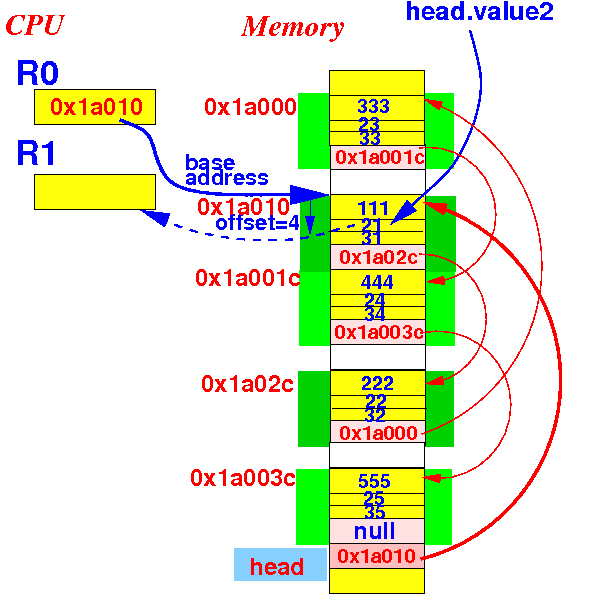 CPU
Memory
head.value2
R0
0x1a010
R1
base
address
offset=4
0x1a000
333
23
33
0x1a001c
0x1a010
111
21
31
0x1a02c
0x1a001c
444
24
34
0x1a003c
0x1a02c
222
22
32
0x1a000
0x1a003c
555
25
35
null
head
0x1a010